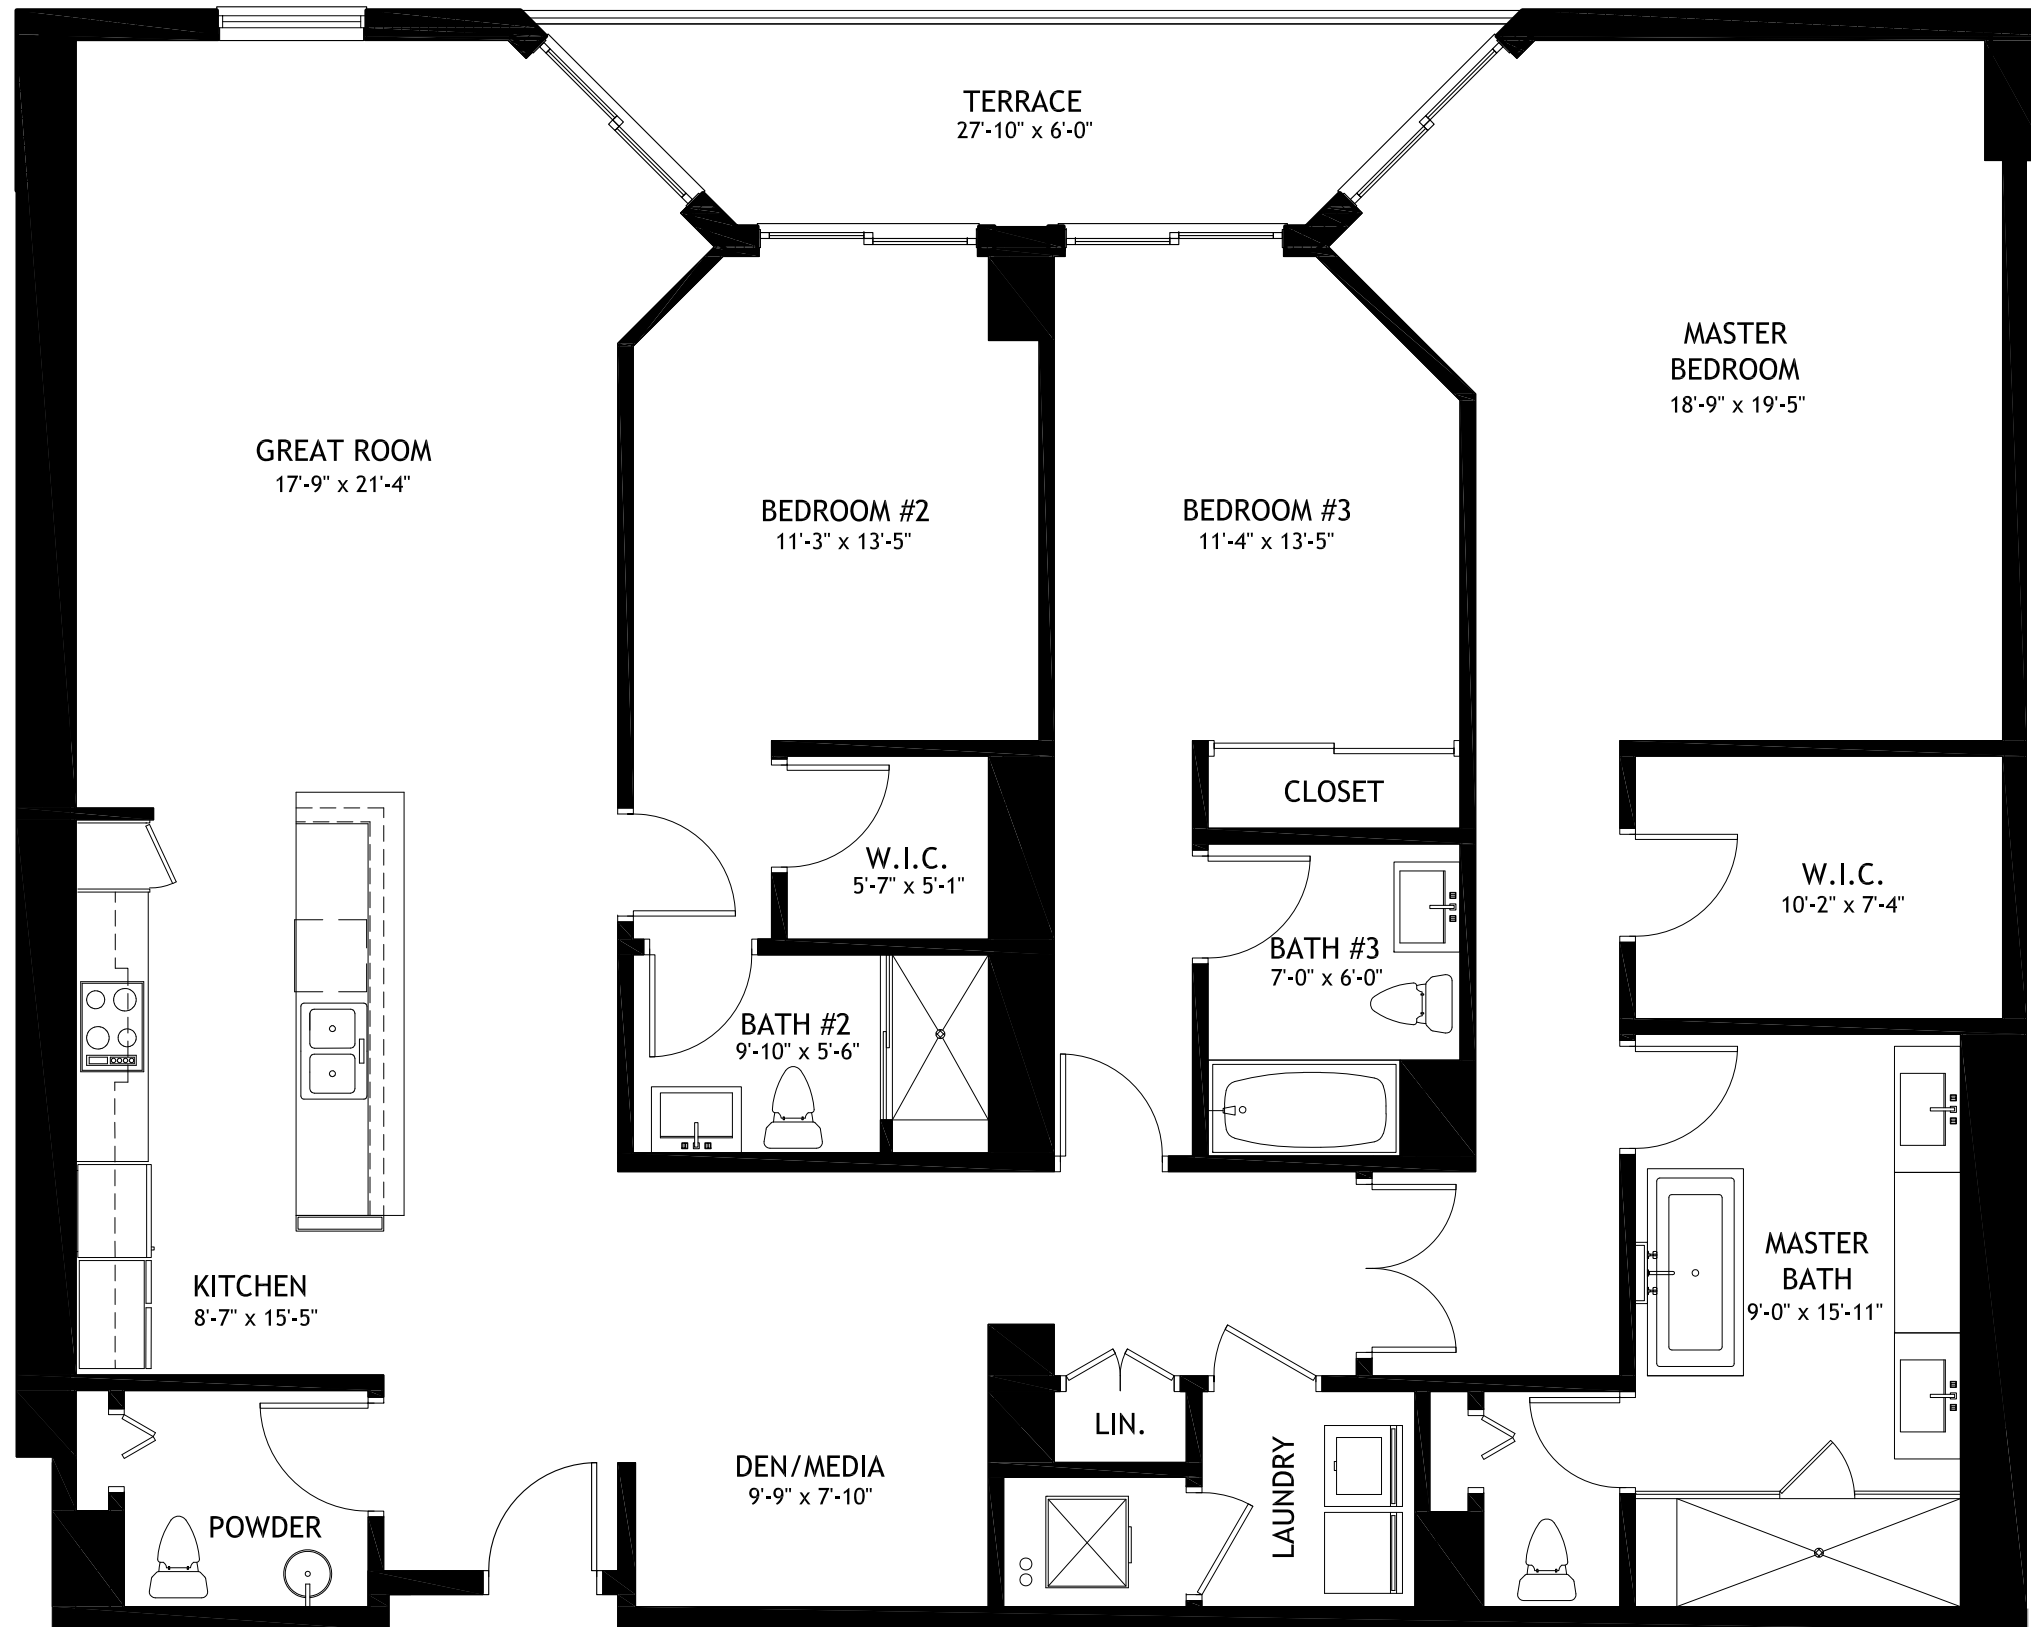 TERRACE
27'-10" x 6'-0"
MASTER
BEDROOM
18'-9" x 19'-5"
GREAT ROOM
17'-9" x 21'-4"
BEDROOM #2
11'-3" x 13'-5"
BEDROOM #3
11'-4" x 13'-5"
CLOSET
W.I.C.
5'-7" x 5'-1"
W.I.C.
10'-2" x 7'-4"
BATH #3
7'-0" x 6'-0"
BATH #2
9'-10" x 5'-6"
MASTER
BATH
9'-0" x 15'-11"
KITCHEN
8'-7" x 15'-5"
LIN.
DEN/MEDIA
9'-9" x 7'-10"
LAUNDRY
POWDER